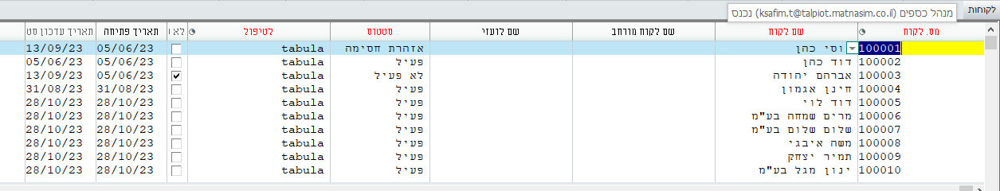 לקוחות
מנהל כספים (ksafim.t@talpiot.matnasim.co.il) נכנס
מס. לקוח שם לקוח שם לקוח מורחב שם לועזי סטטוס לטיפול לא ו תאריך פתיחה תאריך עדכון סט
100001 וסי כהן אזהרת חסימה tabula 05/06/23 13/09/23
100002 דוד כהן פעיל tabula 05/06/23 05/06/23
100003 אברהם יהודה לא פעיל tabula 05/06/23 13/09/23
100004 חינן אגמון פעיל tabula 31/08/23 31/08/23
100005 דוד לוי פעיל tabula 28/10/23 28/10/23
100006 מרים שמחה בע"מ פעיל tabula 28/10/23 28/10/23
100007 שלום שלום בע"מ פעיל tabula 28/10/23 28/10/23
100008 משה איבגי פעיל tabula 28/10/23 28/10/23
100009 תמיר יצחק פעיל tabula 28/10/23 28/10/23
100010 ינון מגל בע"מ פעיל tabula 28/10/23 28/10/23